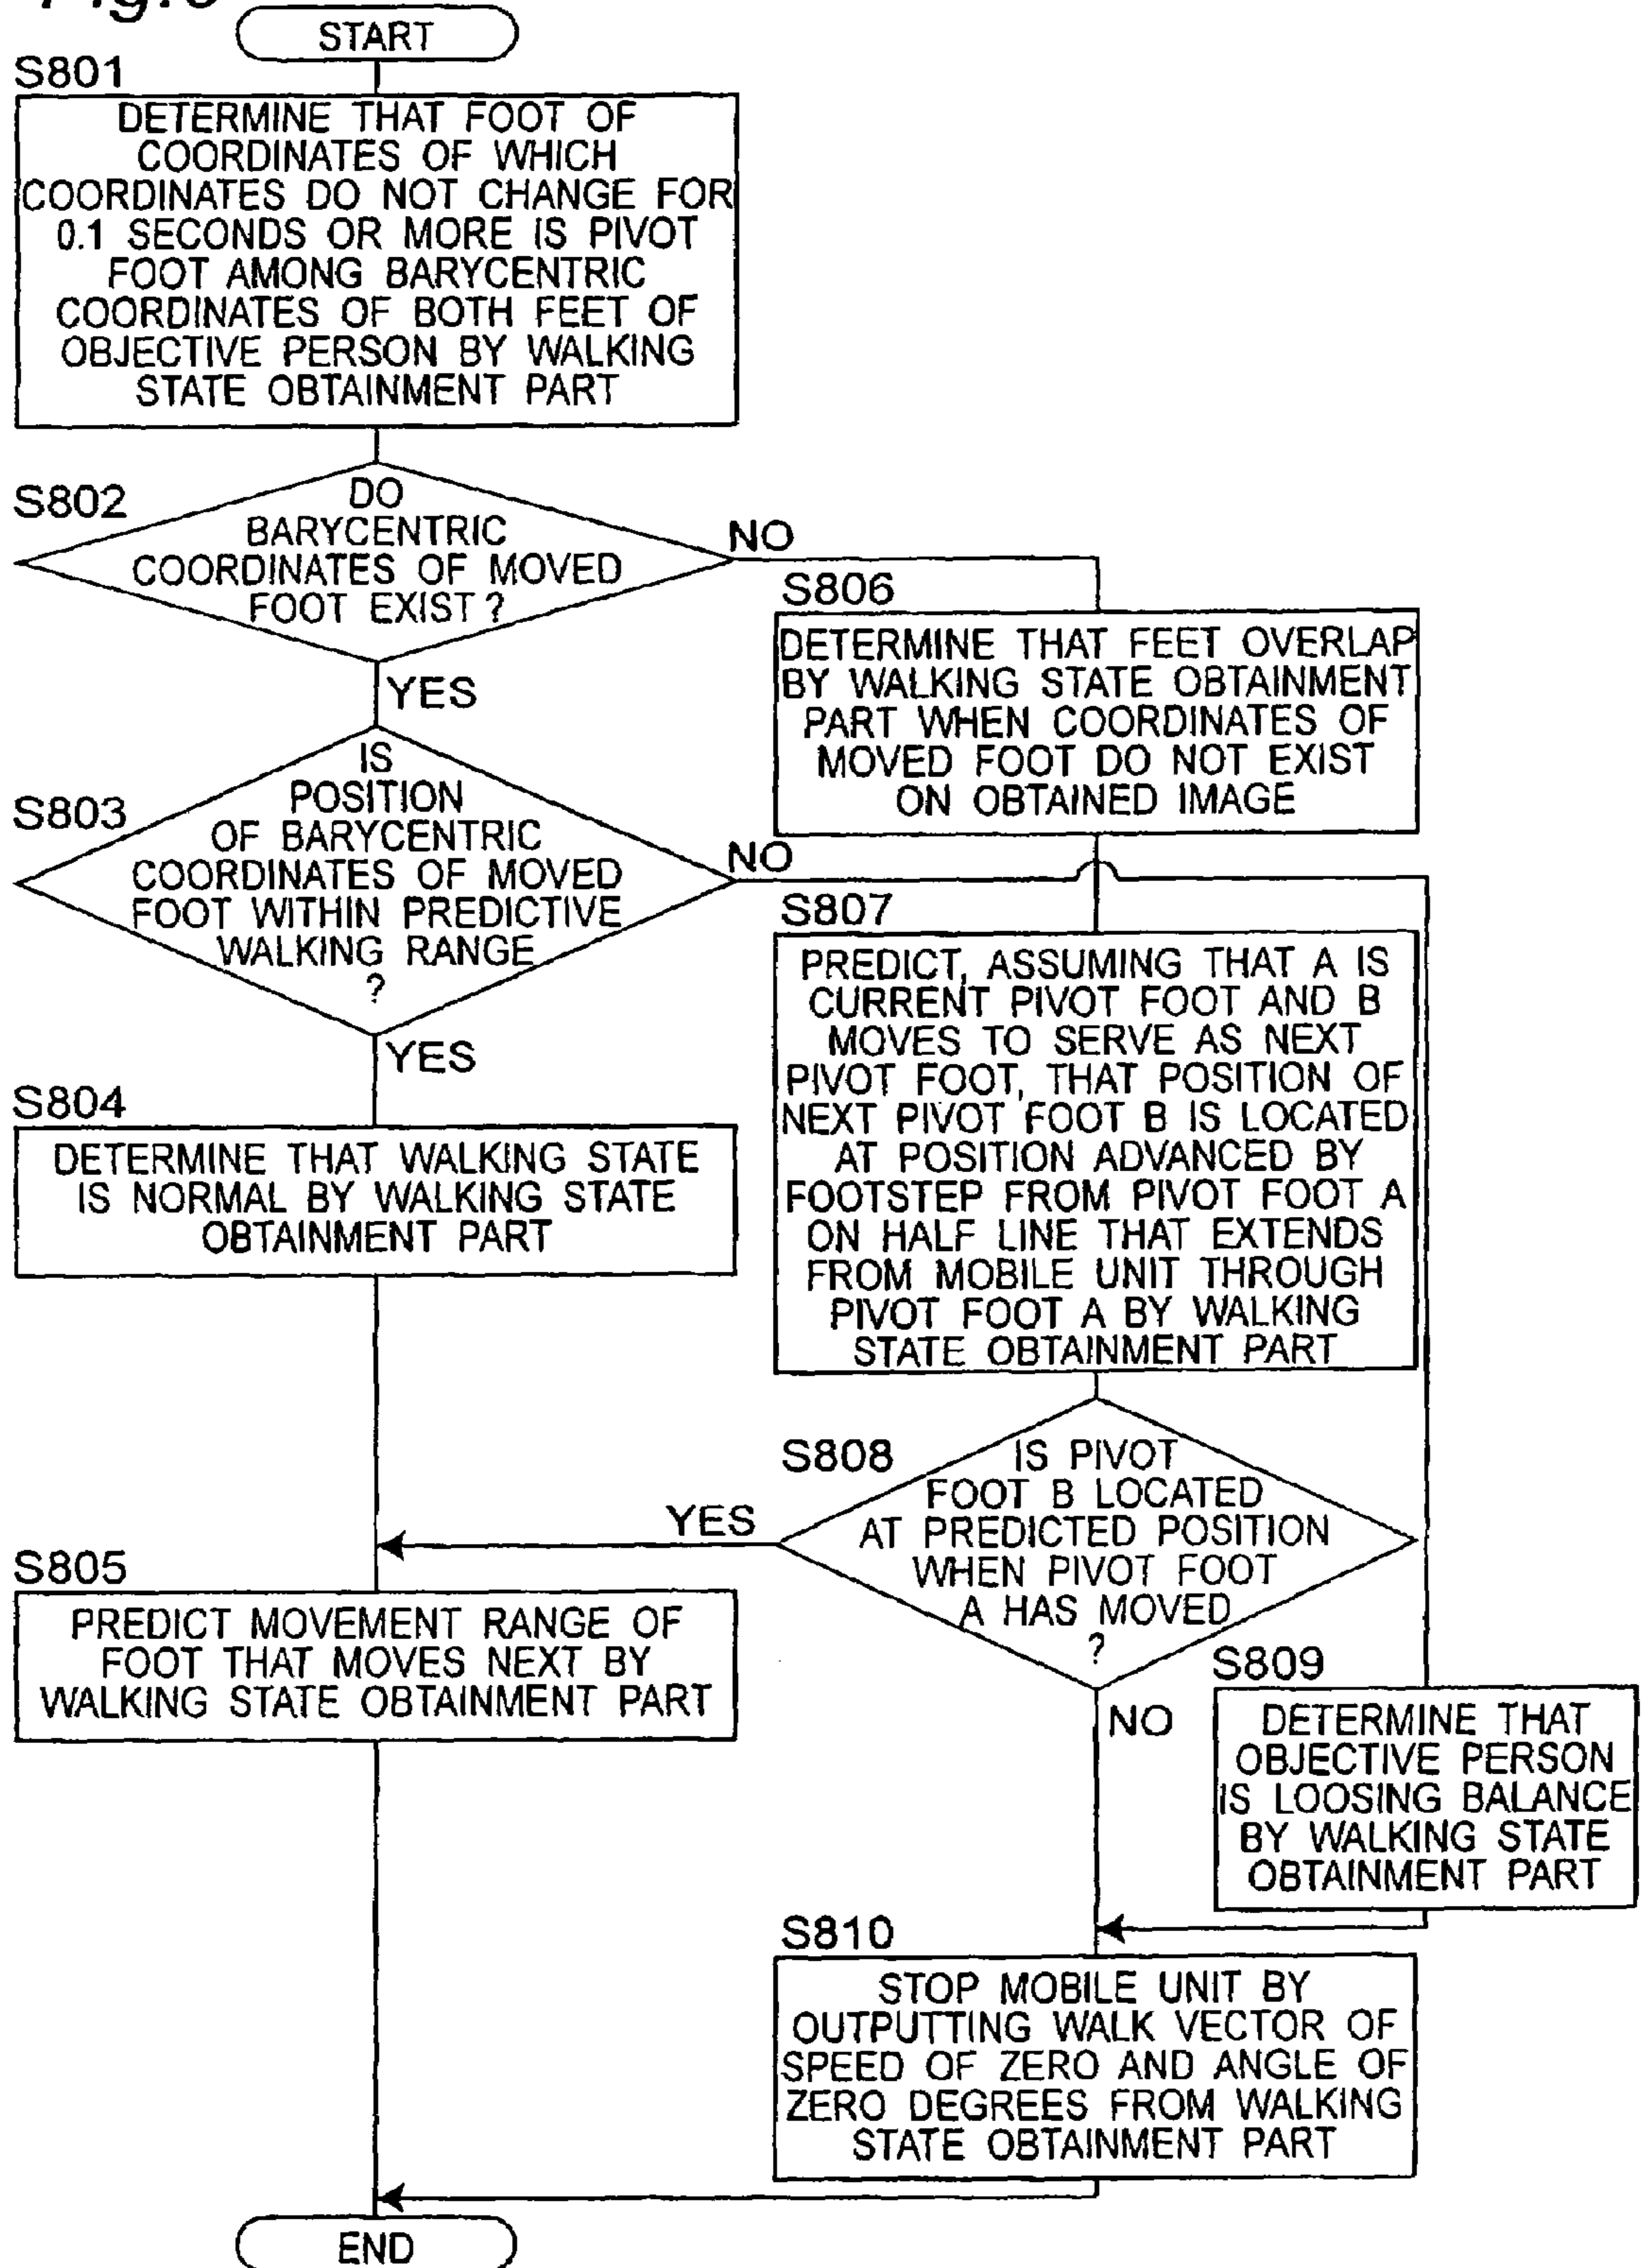 START
S801
DETERMINE THAT FOOT OF
COORDINATES OF WHICH
COORDINATES DO NOT CHANGE FOR
0.1 SECONDS OR MORE IS PIVOT
FOOT AMONG BARYCENTRIC
COORDINATES OF BOTH FEET OF
OBJECTIVE PERSON BY WALKING
STATE OBTAINMENT PART
S802
DO
BARYCENTRIC
COORDINATES OF MOVED
FOOT EXIST?
NO
YES
S803
IS
POSITION
OF BARYCENTRIC
COORDINATES OF MOVED
FOOT WITHIN PREDICTIVE
WALKING RANGE
?
NO
YES
S804
DETERMINE THAT WALKING STATE
IS NORMAL BY WALKING STATE
OBTAINMENT PART
S805
PREDICT MOVEMENT RANGE OF
FOOT THAT MOVES NEXT BY
WALKING STATE OBTAINMENT PART
S806
DETERMINE THAT FEET OVERLAP
BY WALKING STATE OBTAINMENT
PART WHEN COORDINATES OF
MOVED FOOT DO NOT EXIST
ON OBTAINED IMAGE
S807
PREDICT, ASSUMING THAT A IS
CURRENT PIVOT FOOT AND B
MOVES TO SERVE AS NEXT
PIVOT FOOT, THAT POSITION OF
NEXT PIVOT FOOT B IS LOCATED
AT POSITION ADVANCED BY
FOOTSTEP FROM PIVOT FOOT A
ON HALF LINE THAT EXTENDS
FROM MOBILE UNIT THROUGH
PIVOT FOOT A BY WALKING
STATE OBTAINMENT PART
S808
IS PIVOT
FOOT B LOCATED
AT PREDICTED POSITION
WHEN PIVOT FOOT
A HAS MOVED
?
YES
NO
S809
DETERMINE THAT
OBJECTIVE PERSON
IS LOOSING BALANCE
BY WALKING STATE
OBTAINMENT PART
S810
STOP MOBILE UNIT BY
OUTPUTTING WALK VECTOR OF
SPEED OF ZERO AND ANGLE OF
ZERO DEGREES FROM WALKING
STATE OBTAINMENT PART
END